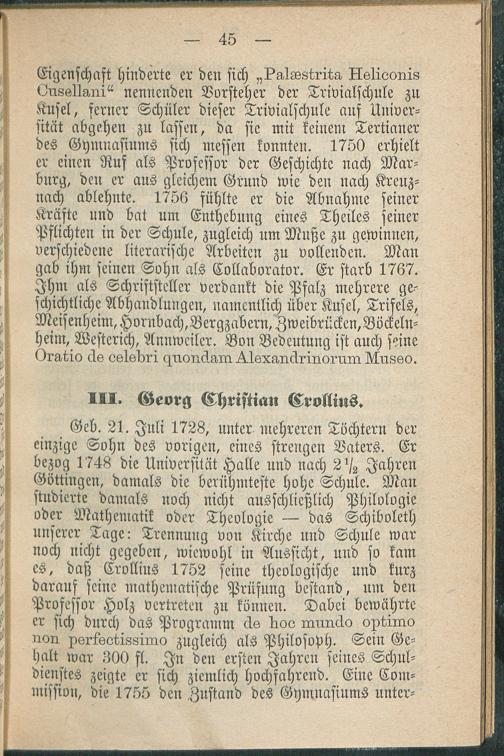 — 45 —
Eigenschaft hinderte er den sich „Palæstrita Heliconis
Cusellani“ nennenden Vorsteher der Trivialschule zu
Kusel, ferner Schüler dieser Trivialschule auf Univer-
sität abgehen zu lassen, da sie mit keinem Tertianer
des Gymnasiums sich messen konnten. 1750 erhielt
er einen Ruf als Professor der Geschichte nach Mar-
burg, den er aus gleichem Grund wie den nach Kreuz-
nach ablehnte. 1756 fühlte er die Abnahme seiner
Kräfte und bat um Enthebung eines Theiles seiner
Pflichten in der Schule, zugleich um Muße zu gewinnen,
verschiedene literarische Arbeiten zu vollenden. Man
gab ihm seinen Sohn als Collaborator. Er starb 1767.
Ihm als Schriftsteller verdankt die Pfalz mehrere ge-
schichtliche Abhandlungen, namentlich über Kusel, Trifels,
Meisenheim, Hornbach, Bergzabern, Zweibrücken, Böckeln-
heim, Westerich, Annweiler. Von Bedeutung ist auch seine
Oratio de celebri quondam Alexandrinorum Museo.
III. Georg Christian Crollius.
Geb. 21. Juli 1728, unter mehreren Töchtern der
einzige Sohn des vorigen, eines strengen Vaters. Er
bezog 1748 die Universität Halle und nach 2 1/2 Jahren
Göttingen, damals die berühmteste hohe Schule. Man
studierte damals noch nicht ausschließlich Philologie
oder Mathematik oder Theologie — das Schiboleth
unserer Tage: Trennung von Kirche und Schule war
noch nicht gegeben, wiewohl in Aussicht, und so kam
es, daß Crollius 1752 seine theologische und kurz
darauf seine mathematische Prüfung bestand, um den
Professor Holz vertreten zu können. Dabei bewährte
er sich durch das Programm de hoc mundo optimo
non perfectissimo zugleich als Philosoph. Sein Ge-
halt war 300 fl. In den ersten Jahren seines Schul-
dienstes zeigte er sich ziemlich hochfahrend. Eine Com-
mission, die 1755 den Zustand des Gymnasiums unter-